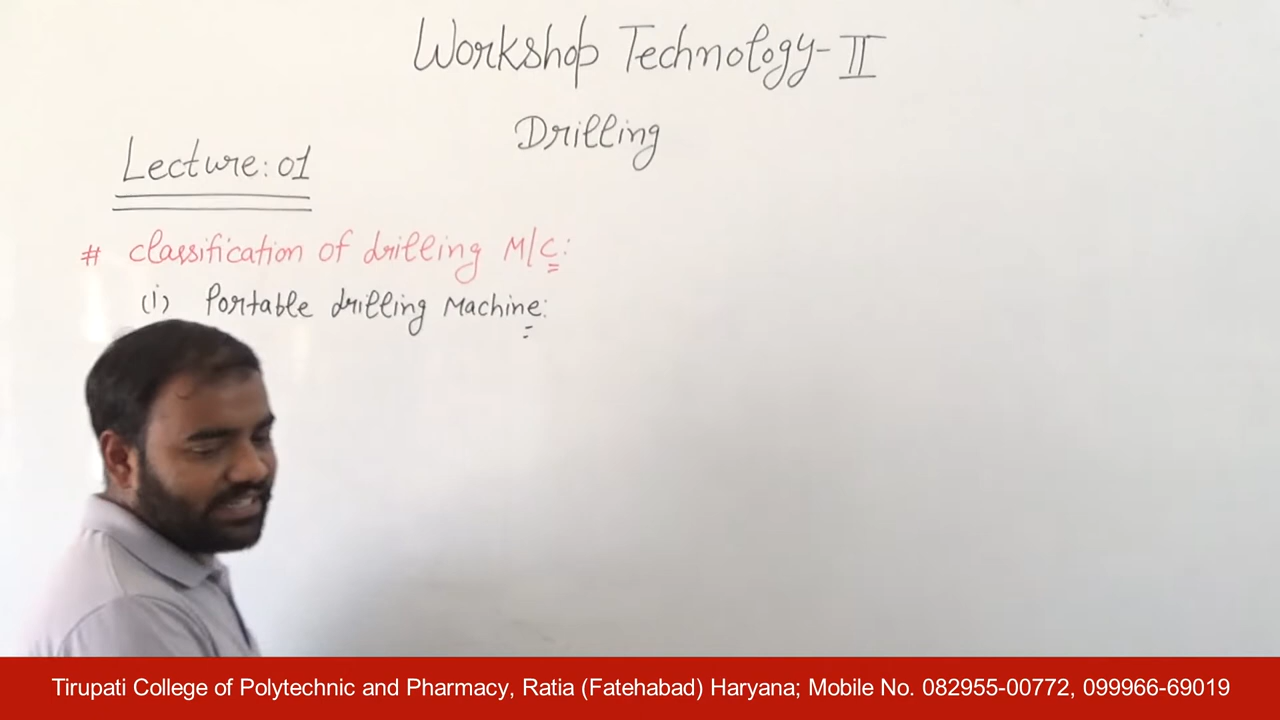 Workshop Technology-II
Drilling
Lecture: 01
# classification of drilling M/C:
(i) Portable drilling Machine:
Tirupati College of Polytechnic and Pharmacy, Ratia (Fatehabad) Haryana; Mobile No. 082955-00772, 099966-69019